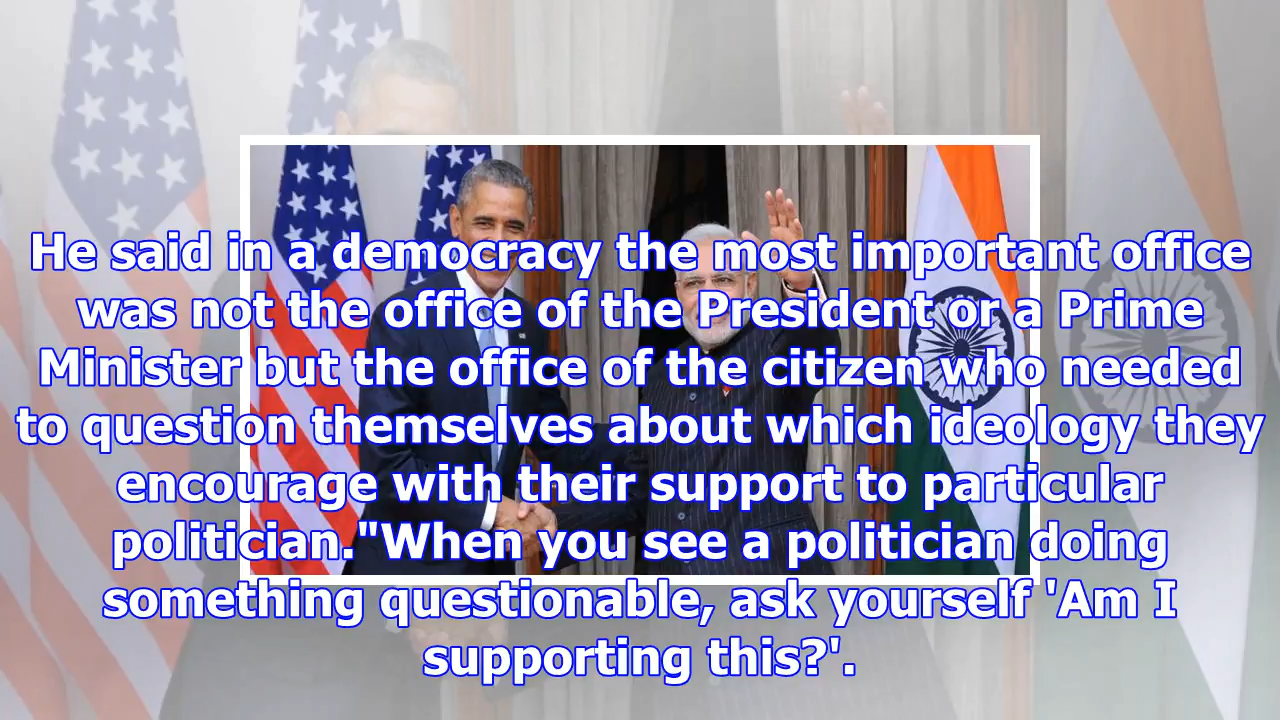 He said in a democracy the most important office
was not the office of the President or a Prime
Minister but the office of the citizen who needed
to question themselves about which ideology they
encourage with their support to particular
politician."When you see a politician doing
something questionable, ask yourself 'Am I
supporting this?'.